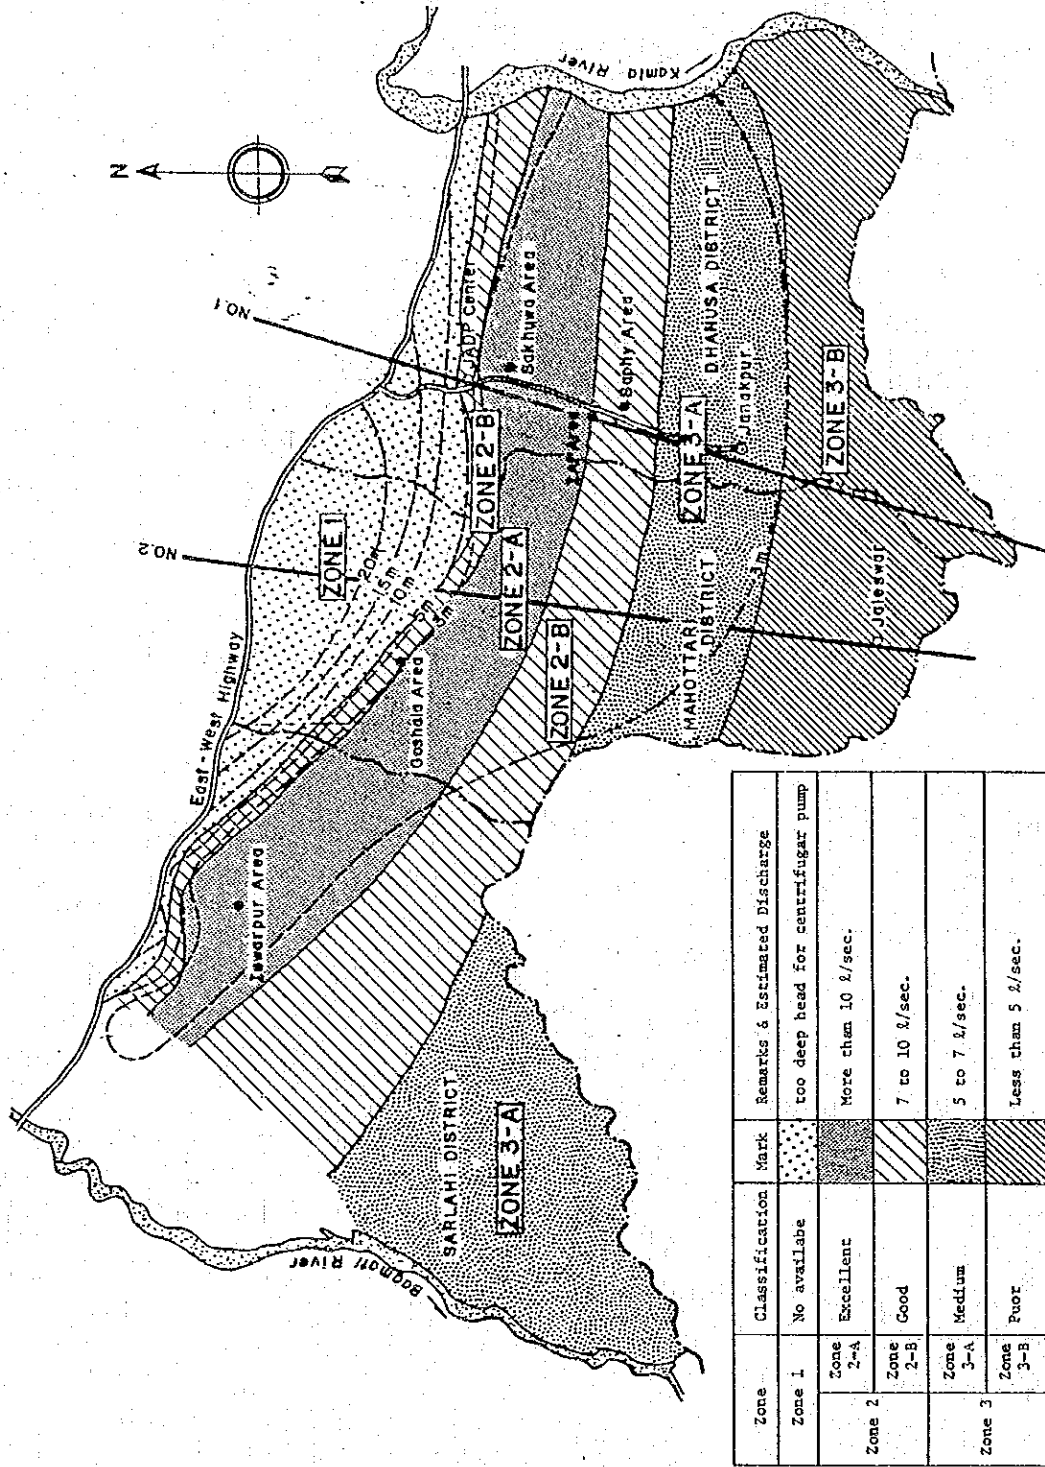 N
NO.1
NO.2
East-West Highway
Kamla River
ZONE 1
20m
15m
10m
5m
3m
JADP Center
Sakhuwa Area
ZONE 2-B
ZONE 2-A
Saphy Area
Goshala Area
Iswarpur Area
ZONE 2-B
DHANUSA DISTRICT
Janakpur
ZONE 3-A
MAHOTTARI
DISTRICT
3m
ZONE 3-B
Jaleswar
SARLAHI DISTRICT
ZONE 3-A
Bagmati River
Zone Classification Mark Remarks & Estimated Discharge
Zone 1 No availabe too deep head for centrifugar pump
Zone 2 Zone 2-A Excellent More than 10 ℓ/sec.
Zone 2-B Good 7 to 10 ℓ/sec.
Zone 3 Zone 3-A Medium 5 to 7 ℓ/sec.
Zone 3-B Puor Less than 5 ℓ/sec.